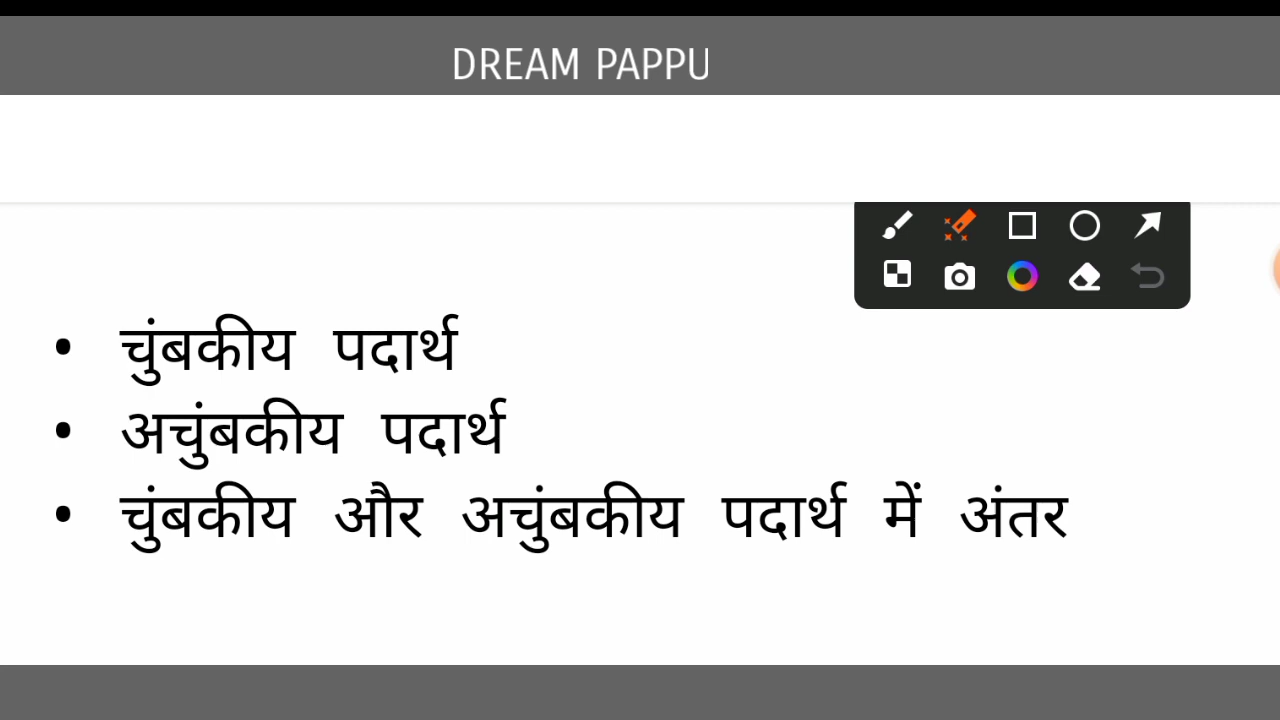 DREAM PAPPU
• चुंबकीय पदार्थ
• अचुंबकीय पदार्थ
• चुंबकीय और अचुंबकीय पदार्थ में अंतर